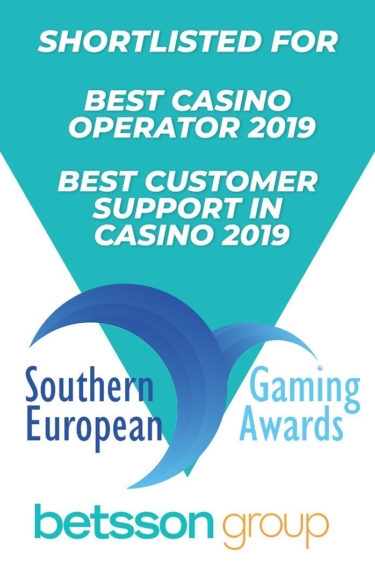 SHORTLISTED FOR
BEST CASINO
OPERATOR 2019
BEST CUSTOMER
SUPPORT IN
CASINO 2019
Southern
European
Gaming
Awards
betsson group